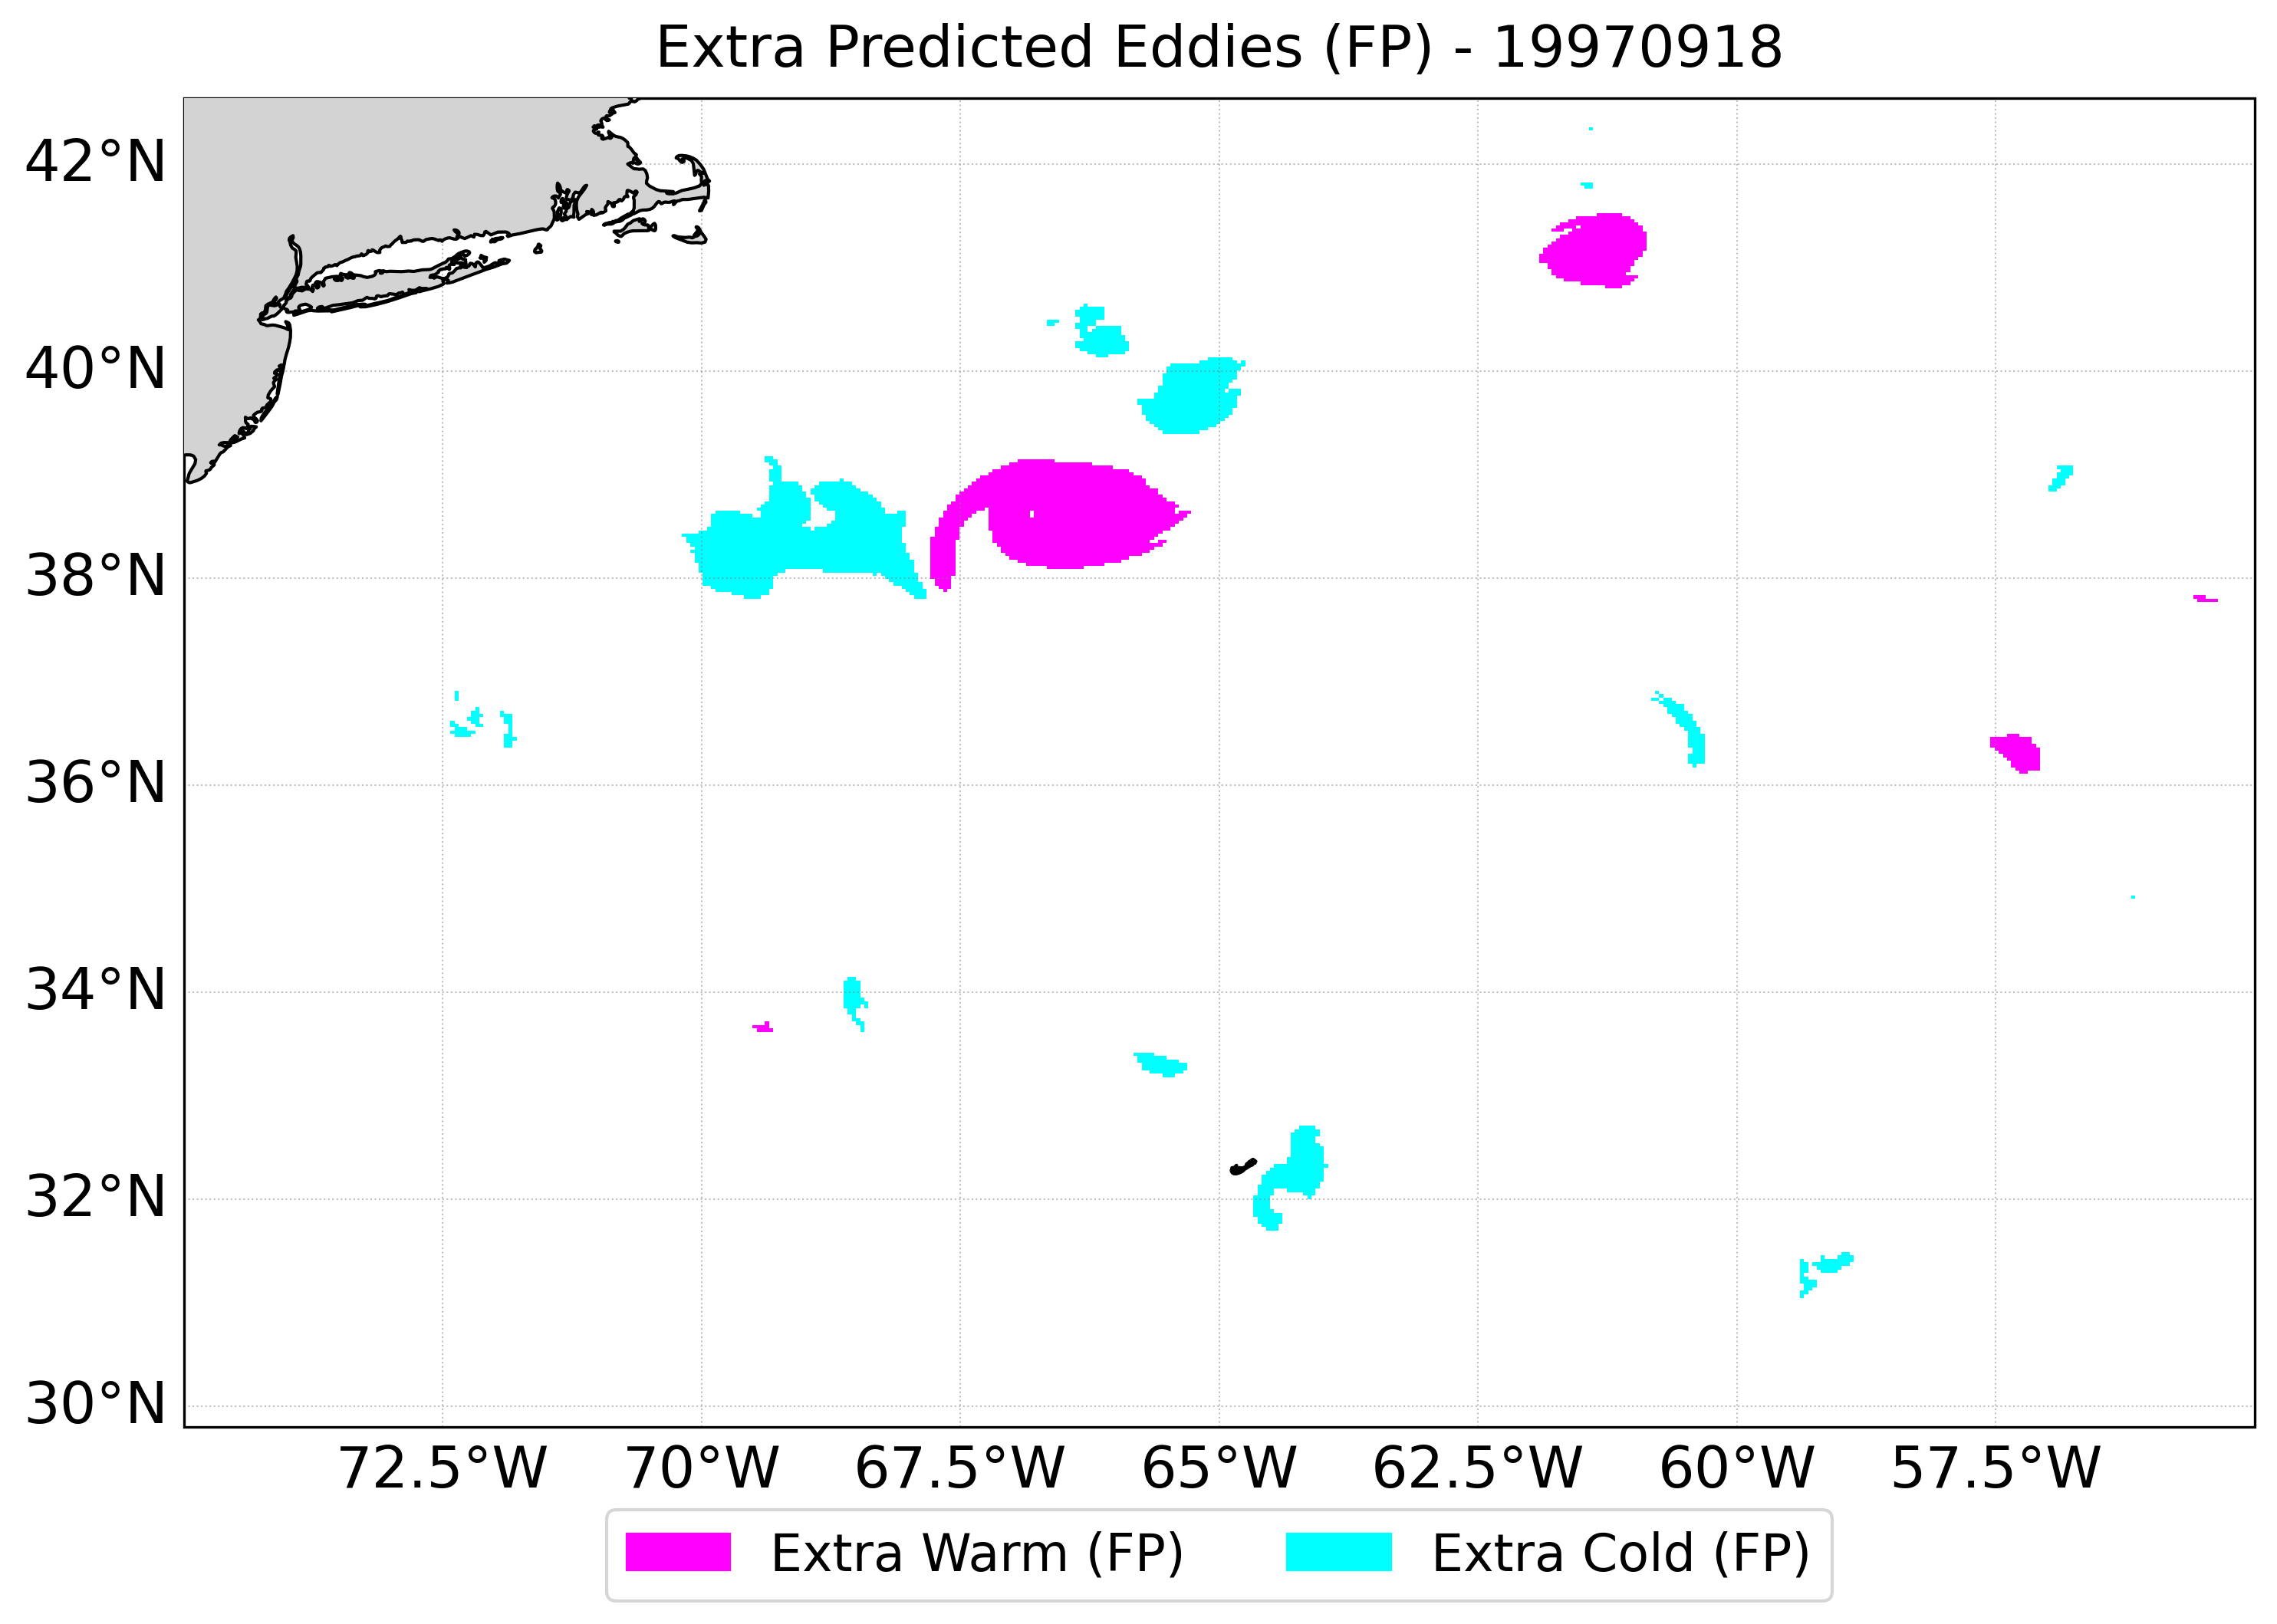 Extra Predicted Eddies (FP) - 19970918
42°N
40°N
38°N
36°N
34°N
32°N
30°N
72.5°W 70°W 67.5°W 65°W 62.5°W 60°W 57.5°W
Extra Warm (FP) Extra Cold (FP)